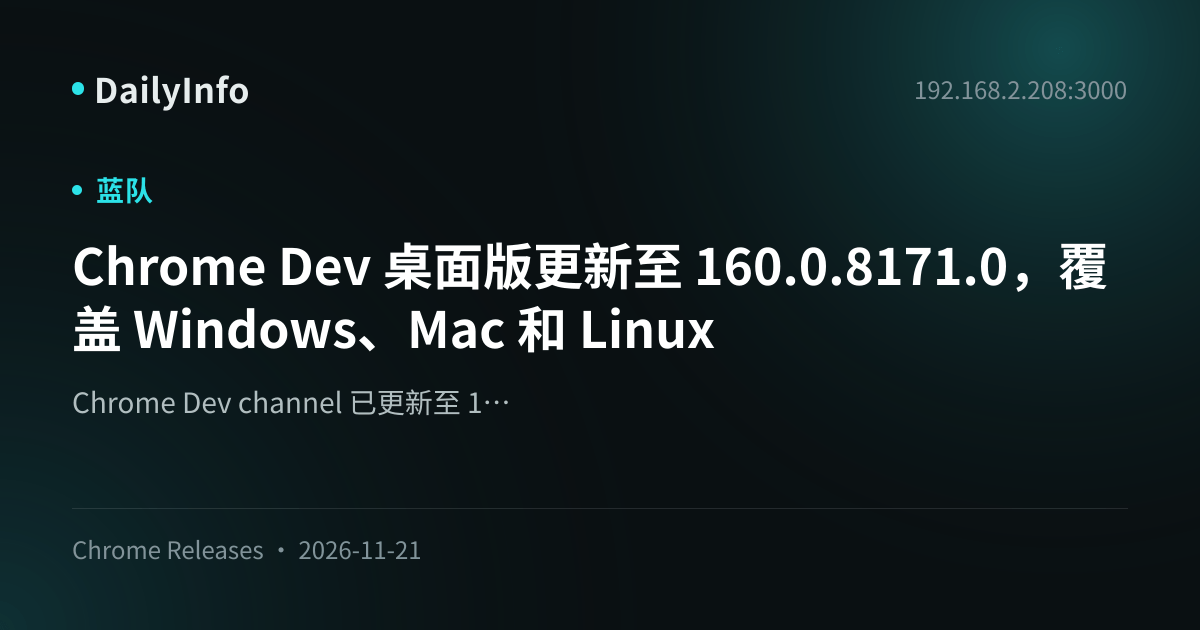 DailyInfo
192.168.2.208:3000
蓝队
Chrome Dev 桌面版更新至 160.0.8171.0，覆
盖 Windows、Mac 和 Linux
Chrome Dev channel 已更新至 1…
Chrome Releases · 2026-11-21